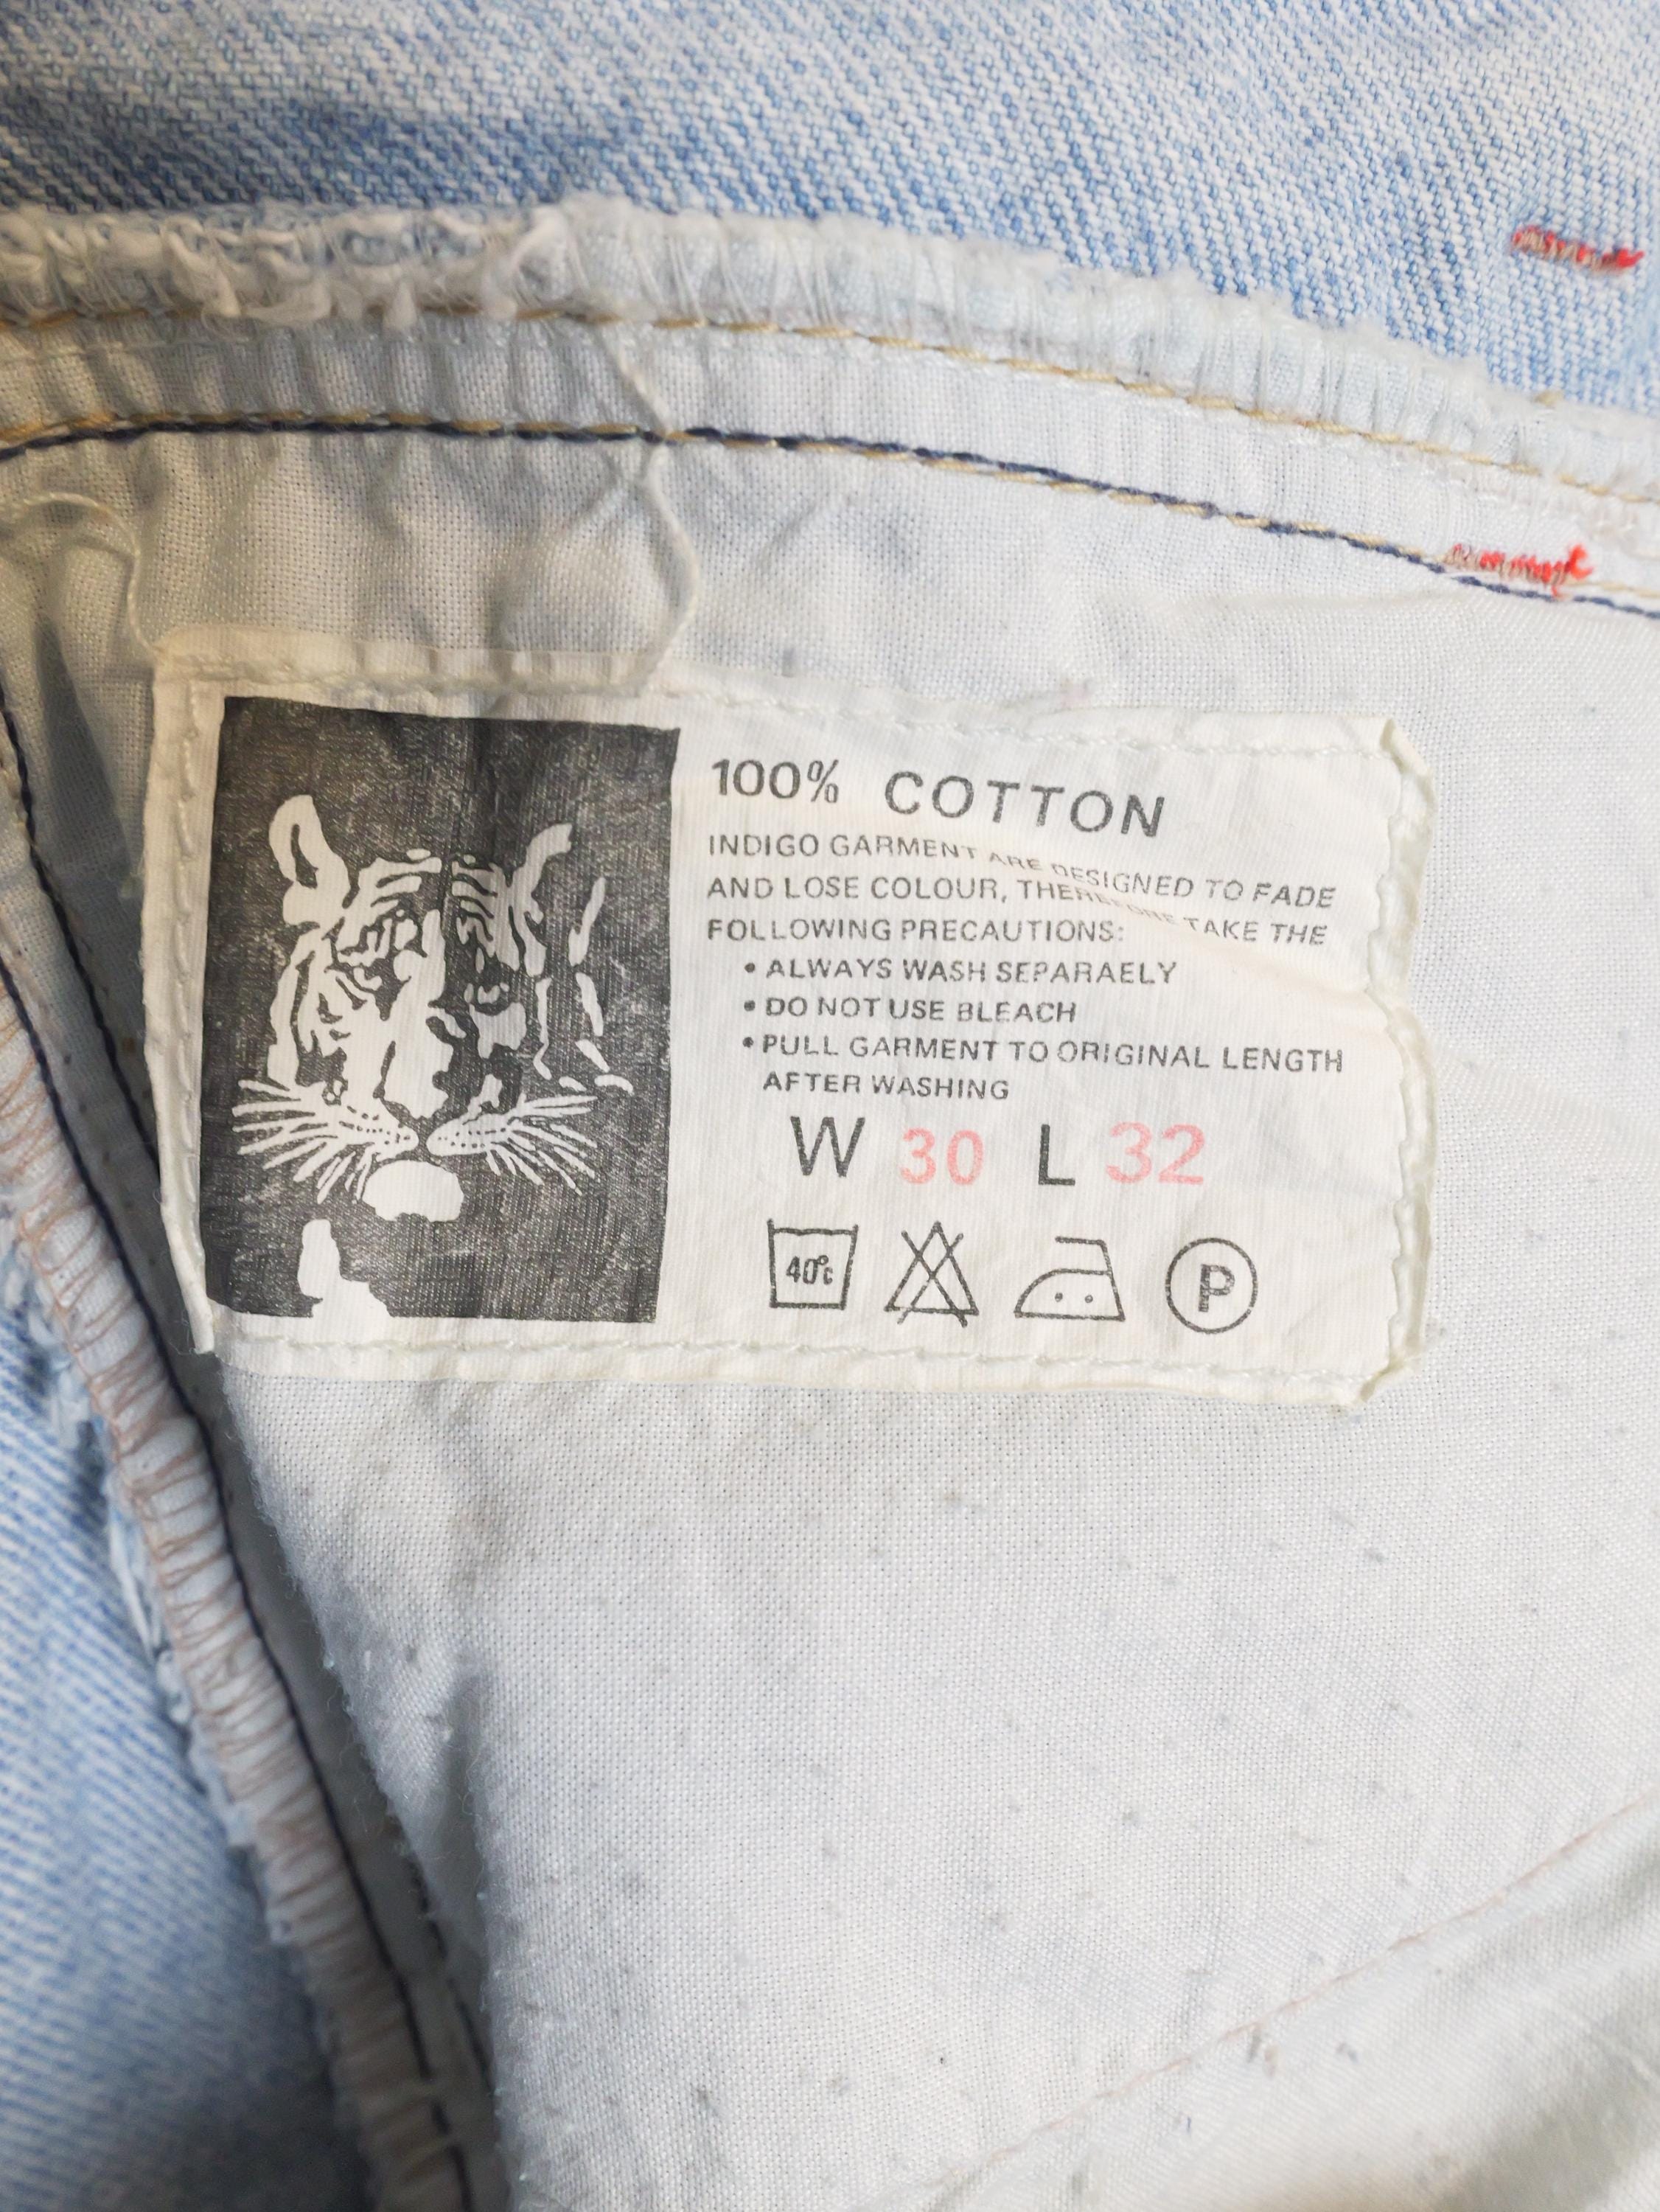 100% COTTON
INDIGO GARMENT ARE DESIGNED TO FADE
AND LOSE COLOUR, THEREFORE TAKE THE
FOLLOWING PRECAUTIONS:
• ALWAYS WASH SEPARAELY
• DO NOT USE BLEACH
• PULL GARMENT TO ORIGINAL LENGTH
AFTER WASHING
W 30 L 32
40°c P